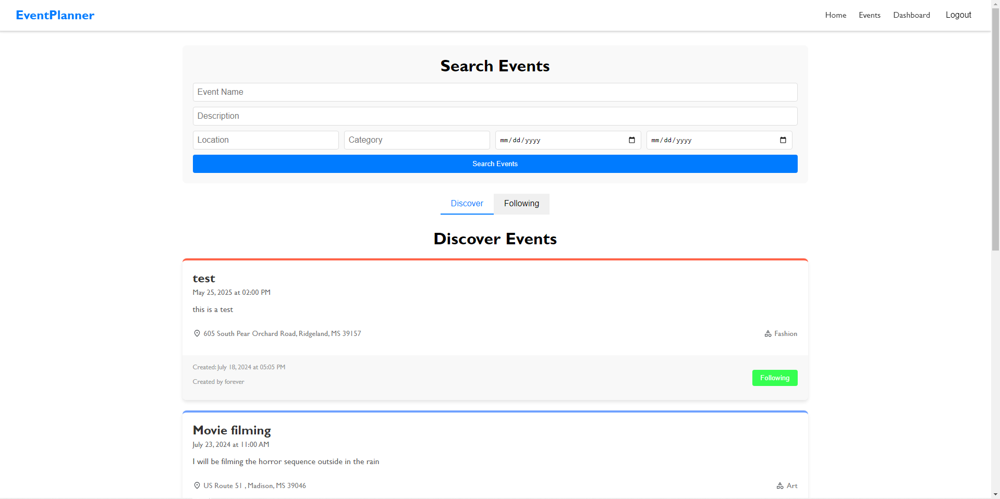 EventPlanner
Home Events Dashboard Logout
Search Events
Event Name
Description
Location Category mm/dd/yyyy mm/dd/yyyy
Search Events
Discover Following
Discover Events
test
May 25, 2025 at 02:00 PM
this is a test
605 South Pear Orchard Road, Ridgeland, MS 39157 Fashion
Created: July 18, 2024 at 05:05 PM
Created by forever
Following
Movie filming
July 23, 2024 at 11:00 AM
I will be filming the horror sequence outside in the rain
US Route 51 , Madison, MS 39046 Art